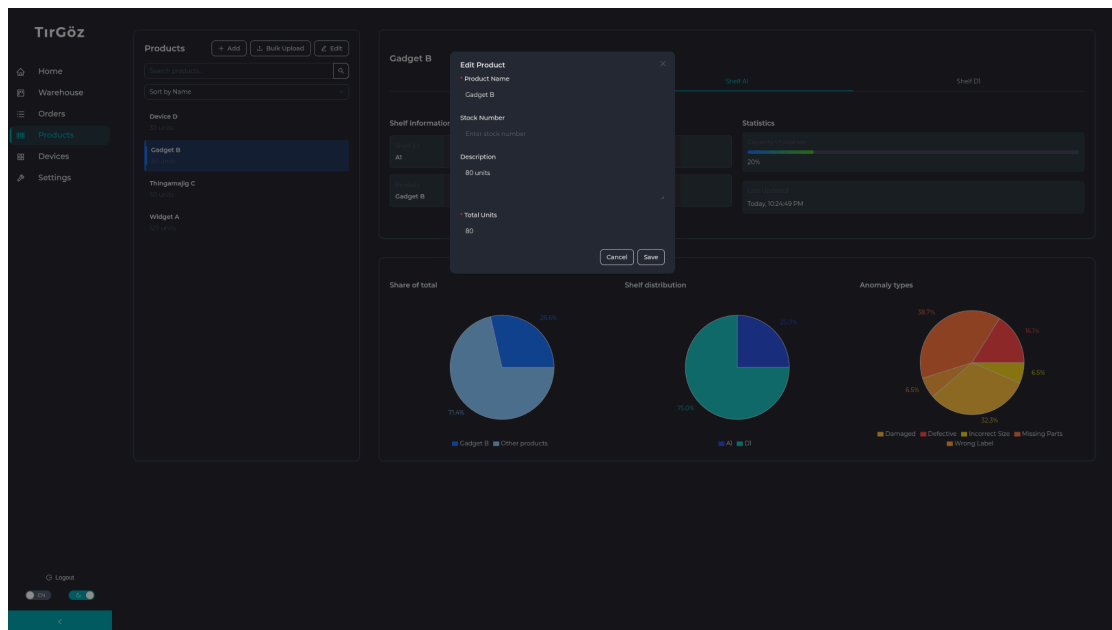 TırGöz
Home
Warehouse
Orders
Products
Devices
Settings
Logout
EN
Products
+ Add
Bulk Upload
Edit
Search products...
Sort by Name
Device D
Gadget B
Thingamajig C
Widget A
Gadget B
Shelf A1
Shelf D1
Shelf Information
A1
Gadget B
Statistics
20%
Today, 10:24:49 PM
Edit Product
* Product Name
Gadget B
Stock Number
Enter stock number
Description
80 units
* Total Units
80
Cancel
Save
Share of total
28.6%
71.4%
Gadget B Other products
Shelf distribution
25.0%
75.0%
A1 D1
Anomaly types
38.7%
16.1%
6.5%
6.5%
32.3%
Damaged Defective Incorrect Size Missing Parts
Wrong Label